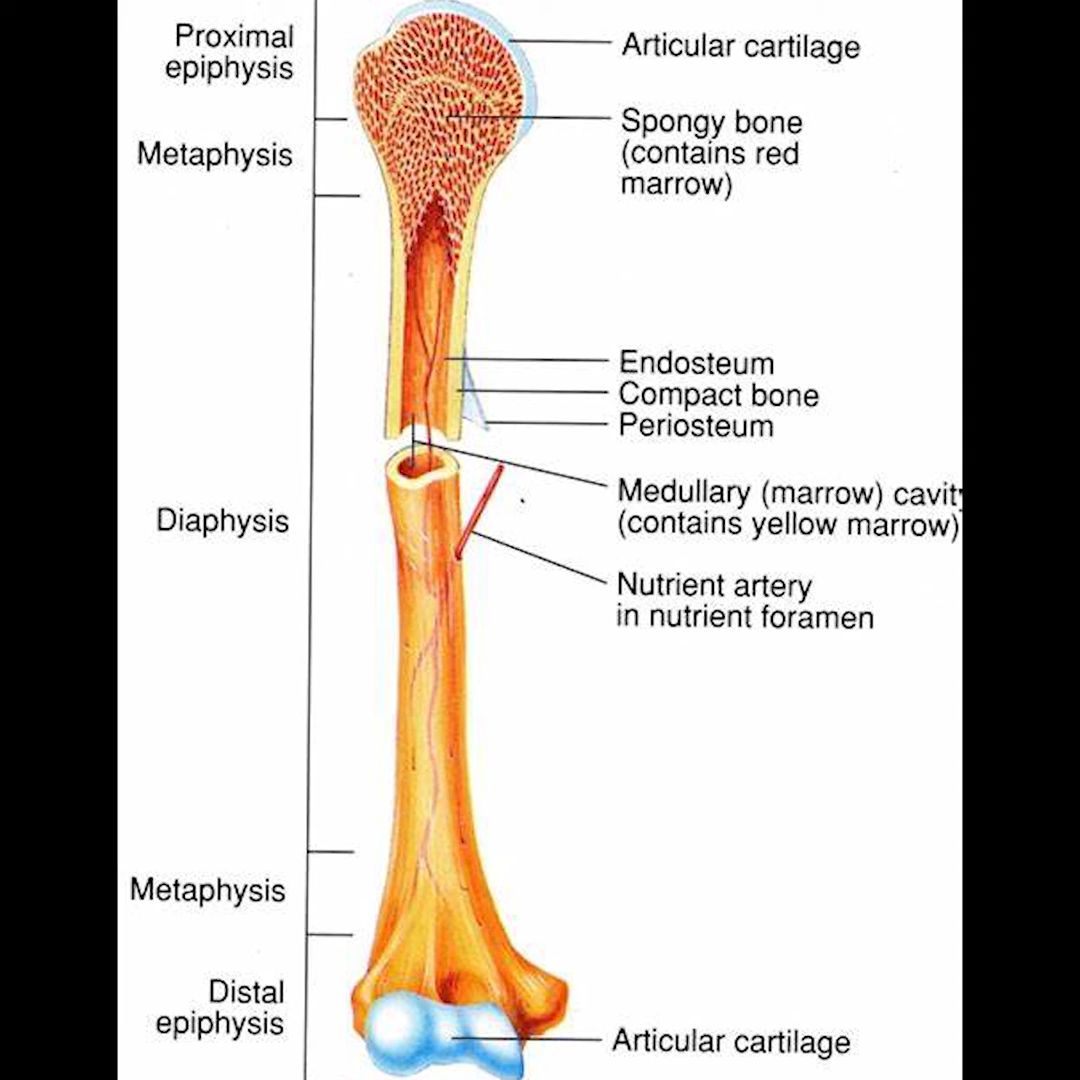 Proximal
epiphysis
Articular cartilage
Spongy bone
(contains red
marrow)
Metaphysis
Endosteum
Compact bone
Periosteum
Medullary (marrow) cavity
(contains yellow marrow)
Diaphysis
Nutrient artery
in nutrient foramen
Metaphysis
Distal
epiphysis
Articular cartilage